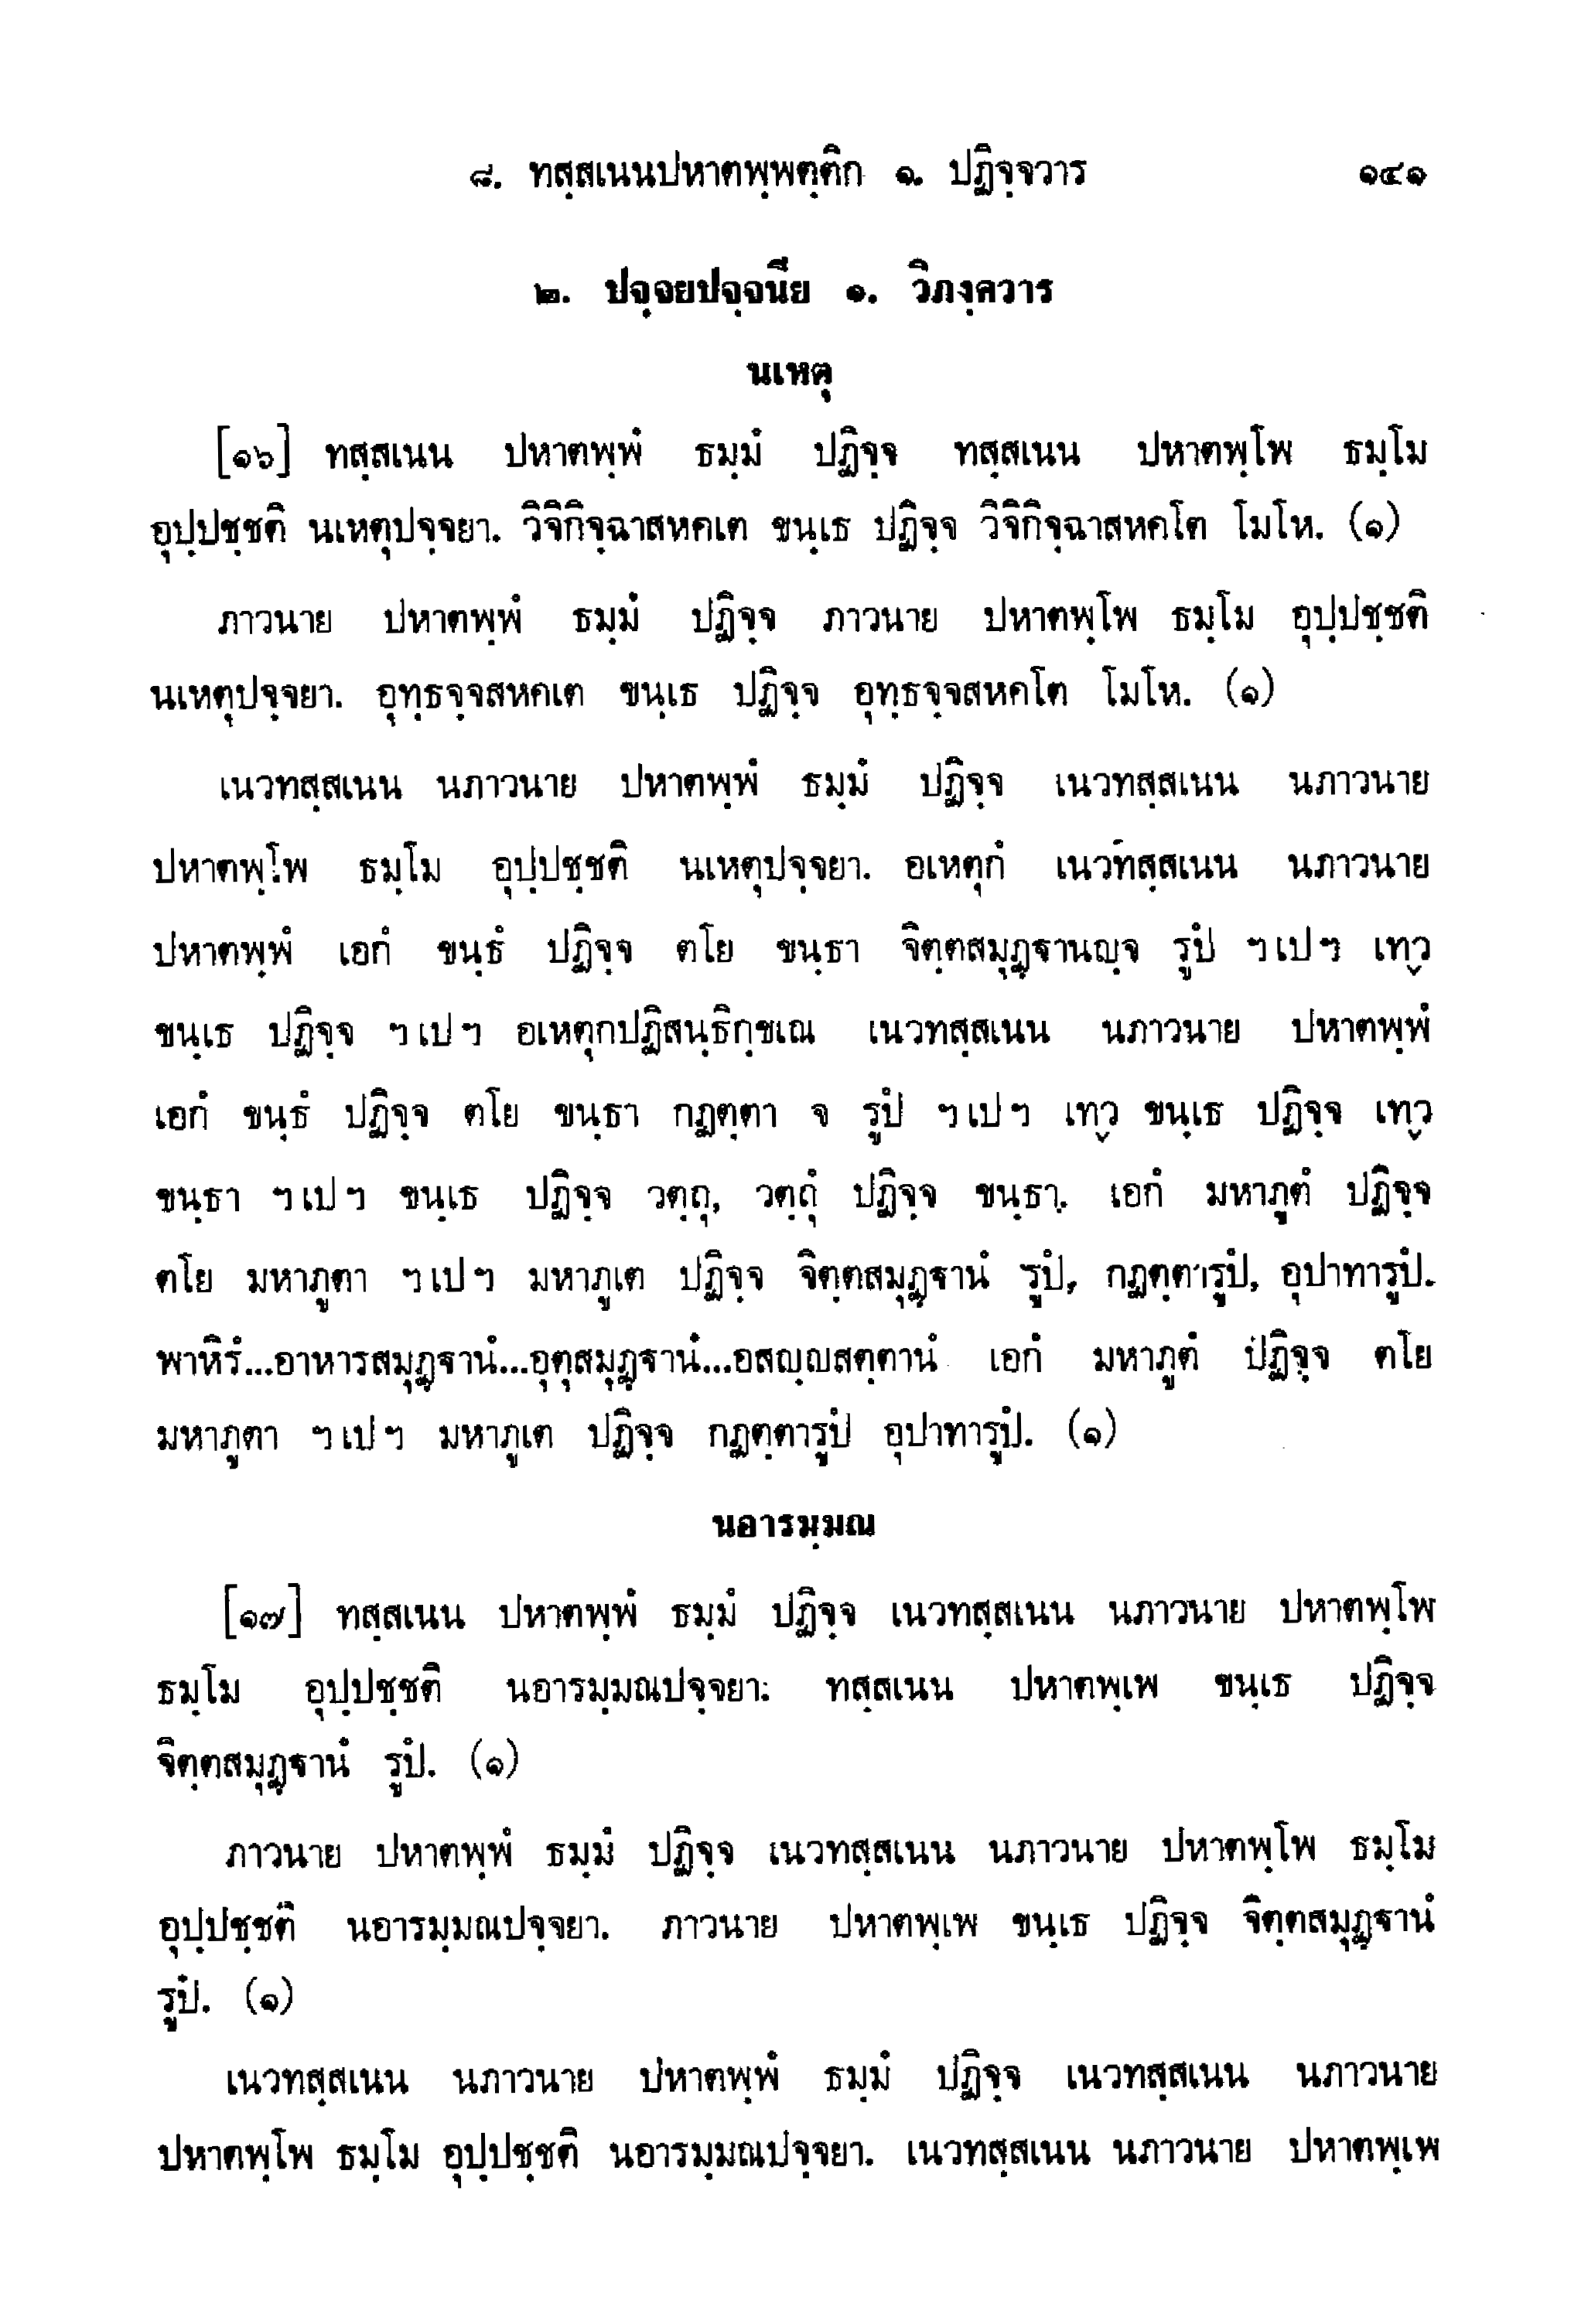 ๘. ทสฺสเนนปหาตพฺพตฺติก ๑. ปฏิจฺจวาร ๑๔๑
๒. ปจฺจยปจฺจนีย ๑. วิภงฺควาร
นเหตุ
[๑๖] ทสฺสเนน ปหาตพฺพํ ธมฺมํ ปฏิจฺจ ทสฺสเนน ปหาตพฺโพ ธมฺโม
อุปฺปชฺชติ นเหตุปจฺจยา. วิจิกิจฺฉาสหคเต ขนฺเธ ปฏิจฺจ วิจิกิจฺฉาสหคโต โมโห. (๑)
ภาวนาย ปหาตพฺพํ ธมฺมํ ปฏิจฺจ ภาวนาย ปหาตพฺโพ ธมฺโม อุปฺปชฺชติ
นเหตุปจฺจยา. อุทฺธจฺจสหคเต ขนฺเธ ปฏิจฺจ อุทฺธจฺจสหคโต โมโห. (๑)
เนวทสฺสเนน นภาวนาย ปหาตพฺพํ ธมฺมํ ปฏิจฺจ เนวทสฺสเนน นภาวนาย
ปหาตพฺโพ ธมฺโม อุปฺปชฺชติ นเหตุปจฺจยา. อเหตุกํ เนวทสฺสเนน นภาวนาย
ปหาตพฺพํ เอกํ ขนฺธํ ปฏิจฺจ ตโย ขนฺธา จิตฺตสมุฏฺฐานญฺจ รูปํ ฯเปฯ เทฺว
ขนฺเธ ปฏิจฺจ ฯเปฯ อเหตุกปฏิสนฺธิกฺขเณ เนวทสฺสเนน นภาวนาย ปหาตพฺพํ
เอกํ ขนฺธํ ปฏิจฺจ ตโย ขนฺธา กฏตฺตา จ รูปํ ฯเปฯ เทฺว ขนฺเธ ปฏิจฺจ เทฺว
ขนฺธา ฯเปฯ ขนฺเธ ปฏิจฺจ วตฺถุ, วตฺถุํ ปฏิจฺจ ขนฺธา. เอกํ มหาภูตํ ปฏิจฺจ
ตโย มหาภูตา ฯเปฯ มหาภูเต ปฏิจฺจ จิตฺตสมุฏฺฐานํ รูปํ, กฏตฺตารูปํ, อุปาทารูปํ.
พาหิรํ...อาหารสมุฏฺฐานํ...อุตุสมุฏฺฐานํ...อสญฺญสตฺตานํ เอกํ มหาภูตํ ปฏิจฺจ ตโย
มหาภูตา ฯเปฯ มหาภูเต ปฏิจฺจ กฏตฺตารูปํ อุปาทารูปํ. (๑)
นอารมฺมณ
[๑๗] ทสฺสเนน ปหาตพฺพํ ธมฺมํ ปฏิจฺจ เนวทสฺสเนน นภาวนาย ปหาตพฺโพ
ธมฺโม อุปฺปชฺชติ นอารมฺมณปจฺจยา: ทสฺสเนน ปหาตพฺเพ ขนฺเธ ปฏิจฺจ
จิตฺตสมุฏฺฐานํ รูปํ. (๑)
ภาวนาย ปหาตพฺพํ ธมฺมํ ปฏิจฺจ เนวทสฺสเนน นภาวนาย ปหาตพฺโพ ธมฺโม
อุปฺปชฺชติ นอารมฺมณปจฺจยา. ภาวนาย ปหาตพฺเพ ขนฺเธ ปฏิจฺจ จิตฺตสมุฏฺฐานํ
รูปํ. (๑)
เนวทสฺสเนน นภาวนาย ปหาตพฺพํ ธมฺมํ ปฏิจฺจ เนวทสฺสเนน นภาวนาย
ปหาตพฺโพ ธมฺโม อุปฺปชฺชติ นอารมฺมณปจฺจยา. เนวทสฺสเนน นภาวนาย ปหาตพฺเพ